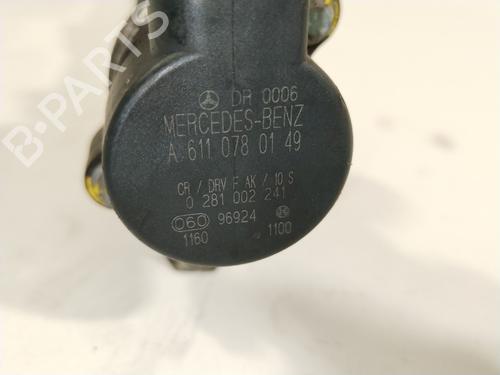 DR 0006
MERCEDES-BENZ
A 611 078 01 49
CR / DRV F AK / 10 S
0 281 002 241
060 96924
1160 1100
B-PARTS